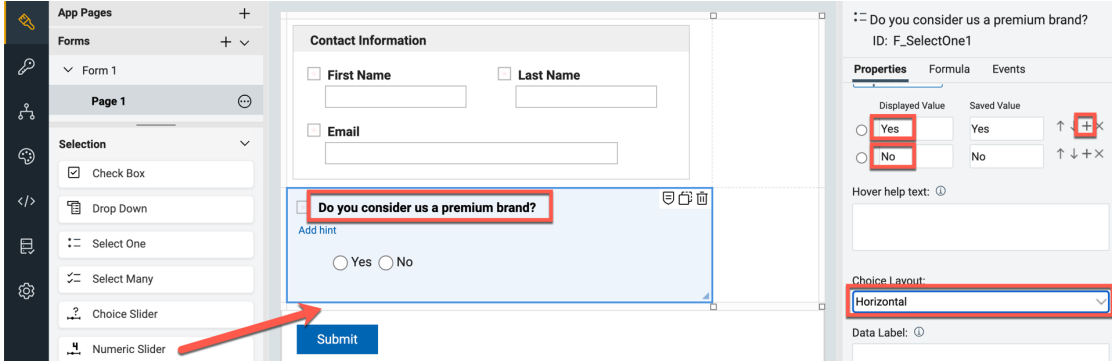 App Pages
Forms
Form 1
Page 1
Selection
Check Box
Drop Down
Select One
Select Many
Choice Slider
Numeric Slider
Contact Information
First Name
Last Name
Email
Do you consider us a premium brand?
Add hint
Yes
No
Submit
Do you consider us a premium brand?
ID: F_SelectOne1
Properties Formula Events
Displayed Value Saved Value
Yes Yes
No No
Hover help text:
Choice Layout:
Horizontal
Data Label: